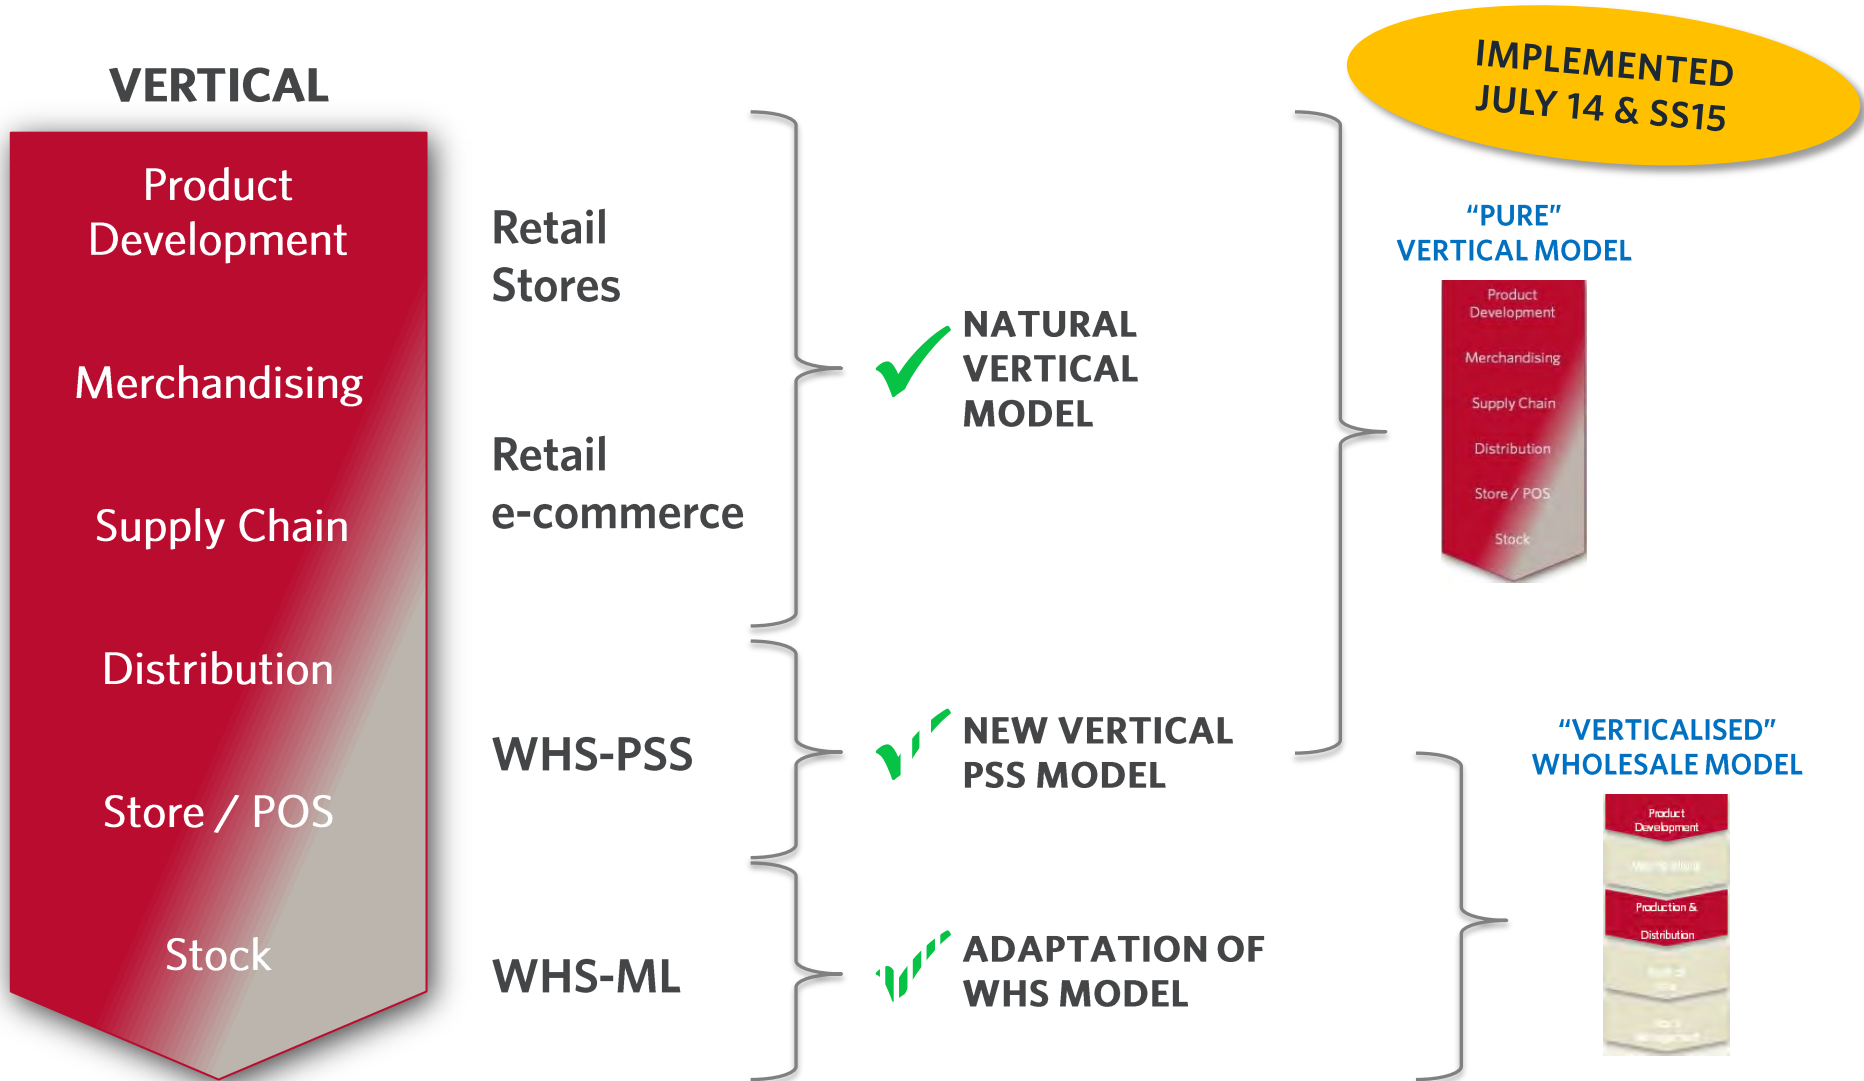 VERTICAL
Product
Development
Merchandising
Supply Chain
Distribution
Store / POS
Stock
Retail
Stores
Retail
e-commerce
WHS-PSS
WHS-ML
NATURAL
VERTICAL
MODEL
NEW VERTICAL
PSS MODEL
ADAPTATION OF
WHS MODEL
IMPLEMENTED
JULY 14 & SS15
“PURE”
VERTICAL MODEL
Product
Development
Merchandising
Supply Chain
Distribution
Store / POS
Stock
“VERTICALISED”
WHOLESALE MODEL
Product
Development
Production &
Distribution